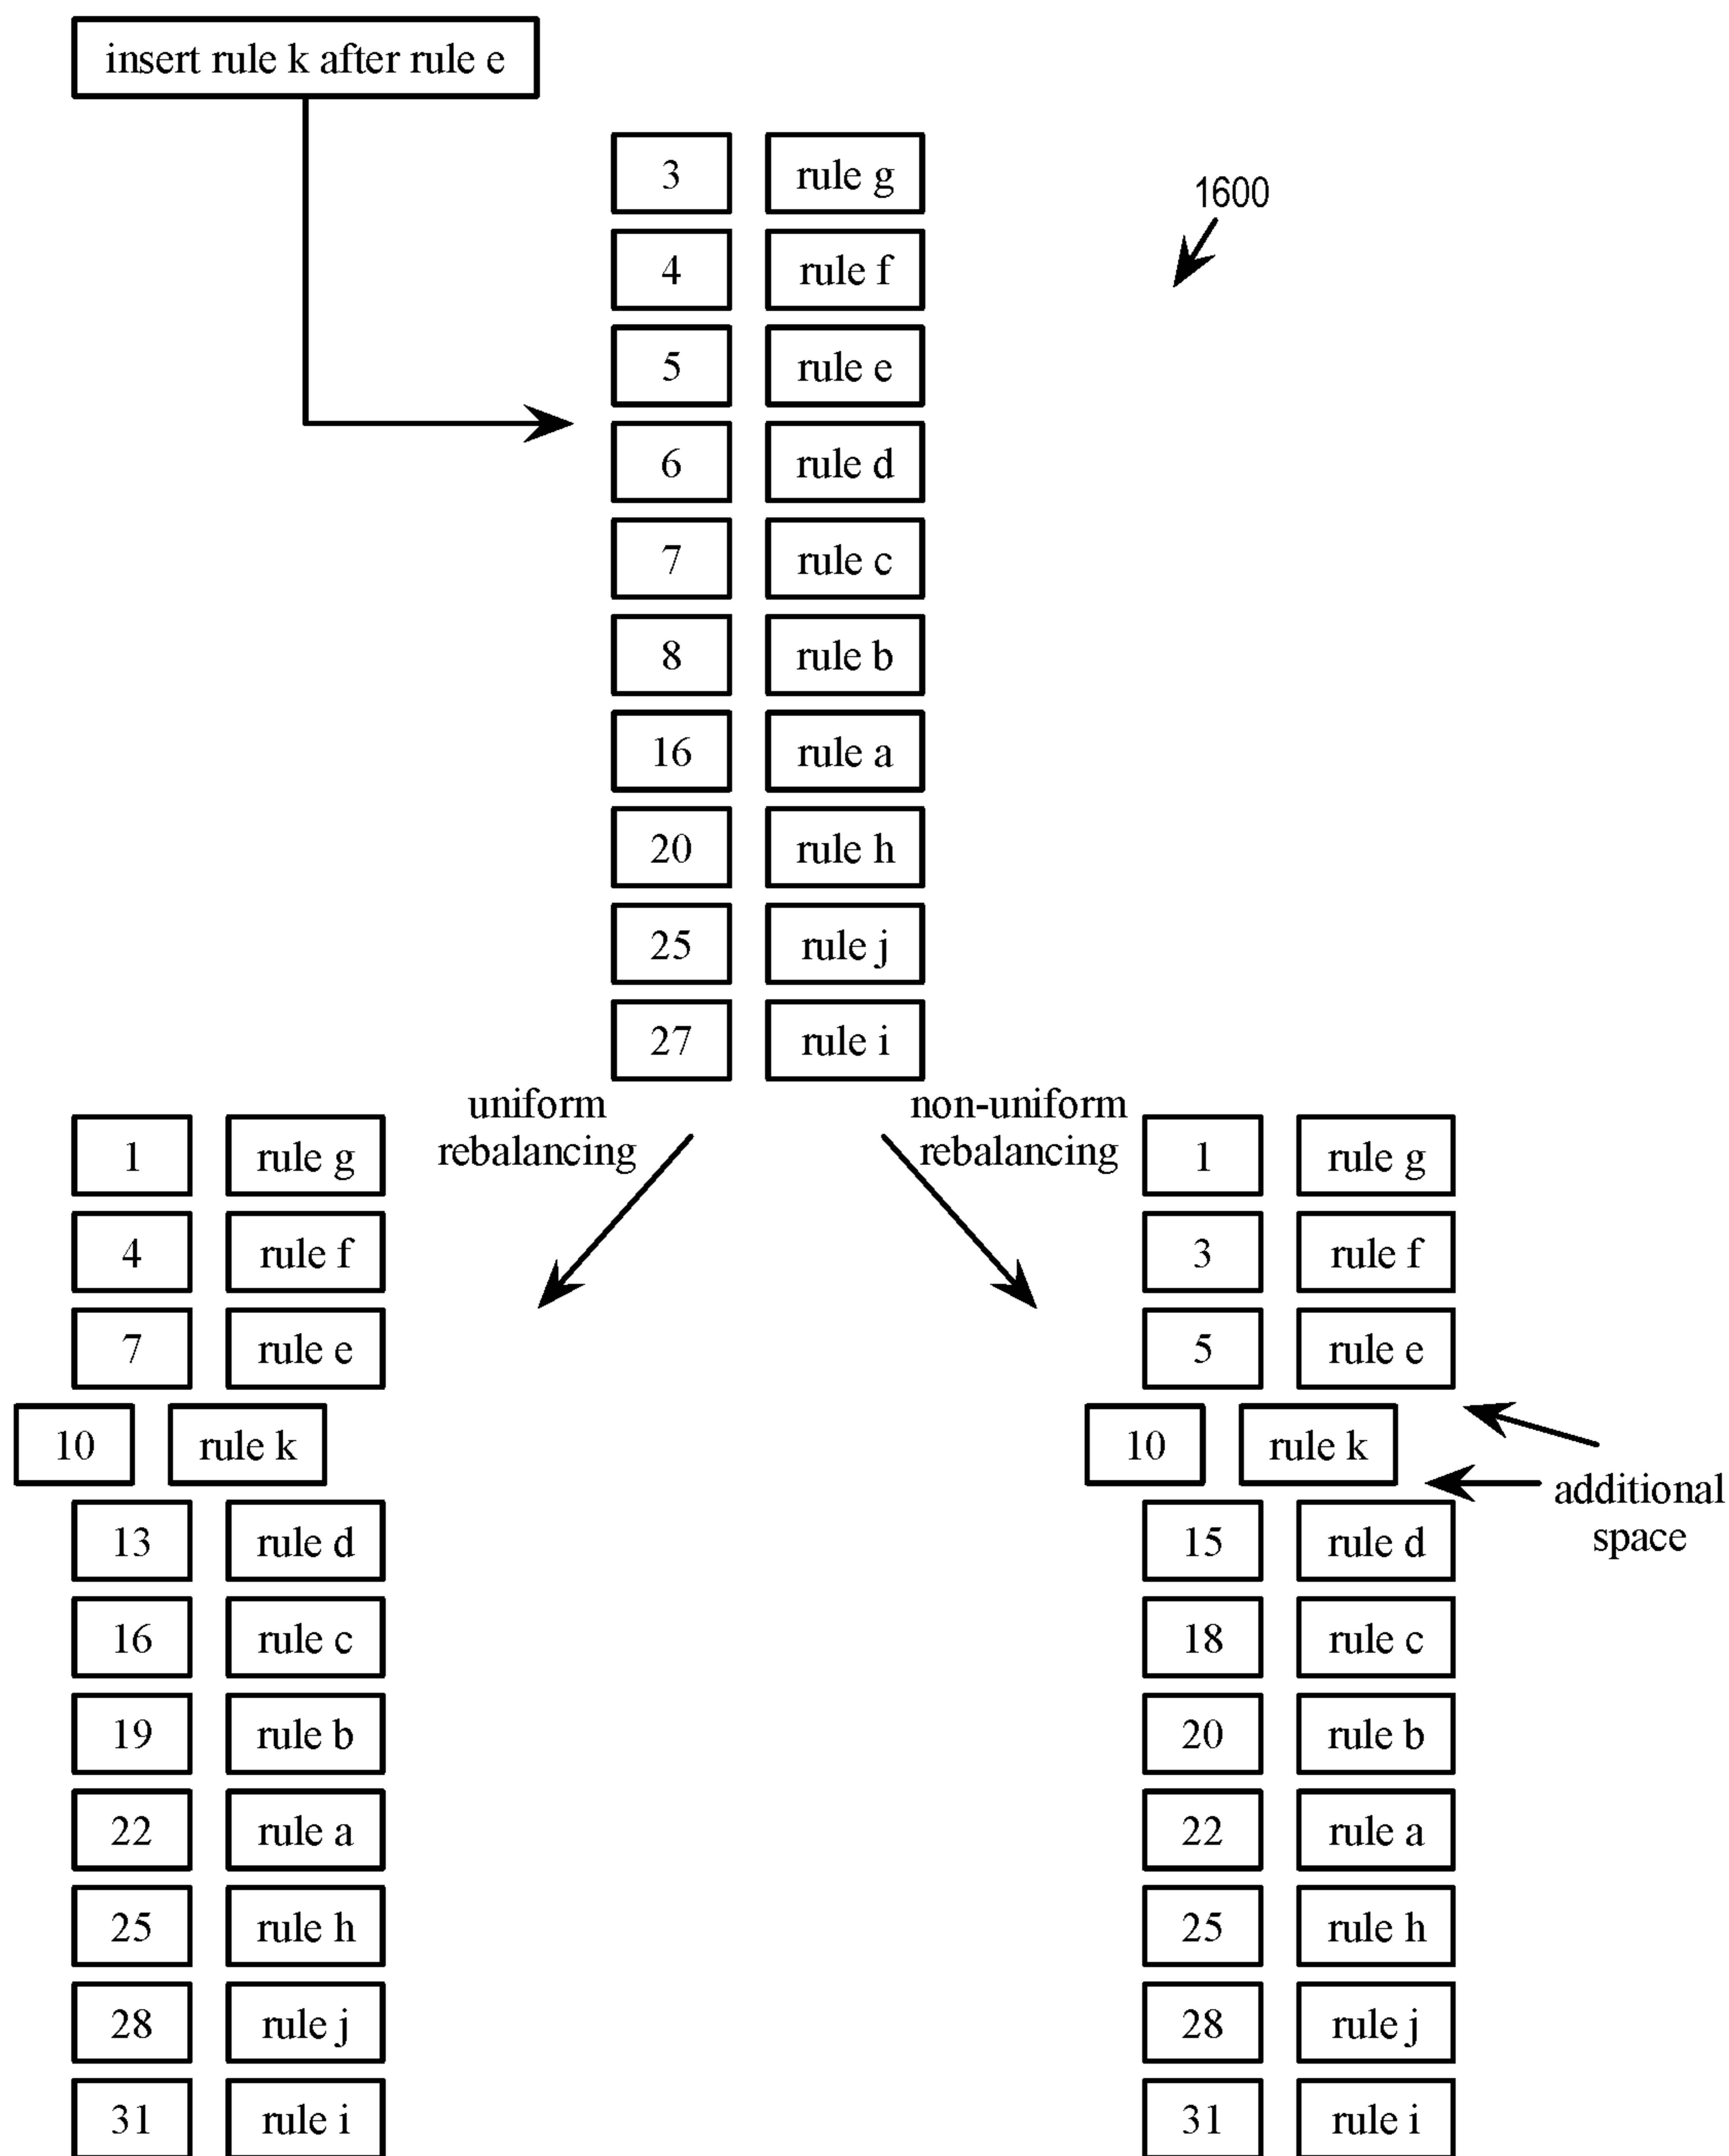 insert rule k after rule e
1600
3 rule g
4 rule f
5 rule e
6 rule d
7 rule c
8 rule b
16 rule a
20 rule h
25 rule j
27 rule i
uniform
rebalancing
non-uniform
rebalancing
1 rule g
4 rule f
7 rule e
10 rule k
13 rule d
16 rule c
19 rule b
22 rule a
25 rule h
28 rule j
31 rule i
1 rule g
3 rule f
5 rule e
10 rule k
additional
space
15 rule d
18 rule c
20 rule b
22 rule a
25 rule h
28 rule j
31 rule i